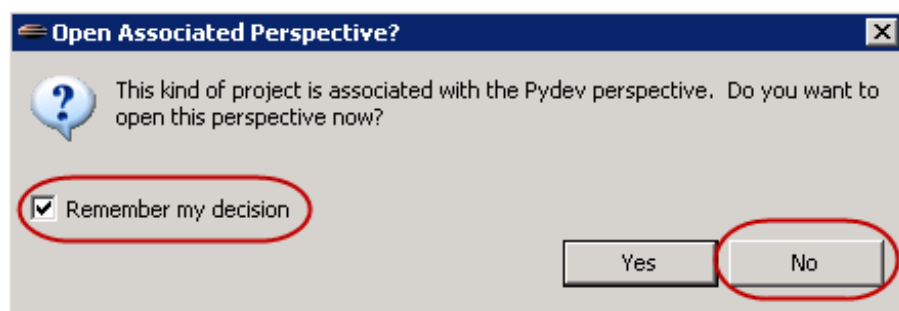 Open Associated Perspective?
This kind of project is associated with the Pydev perspective. Do you want to
open this perspective now?
Remember my decision
Yes No